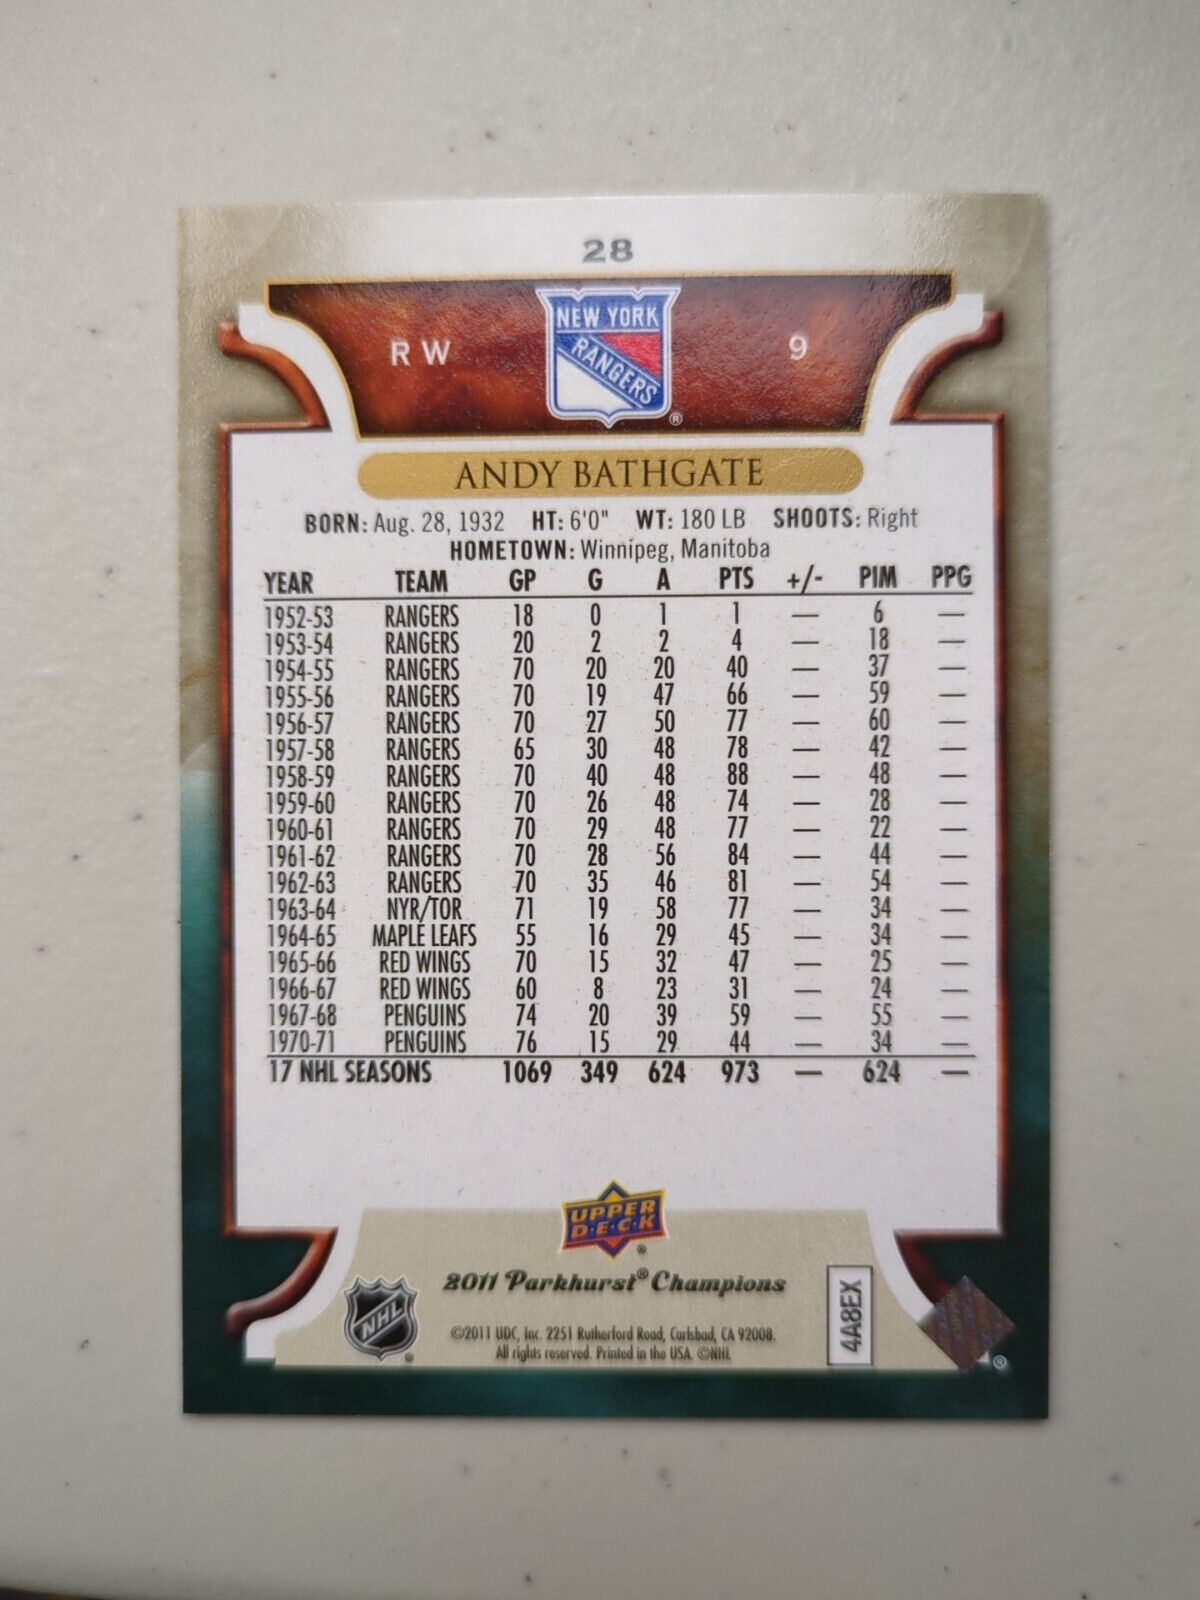 28
RW 9
NEW YORK
RANGERS
®
ANDY BATHGATE
BORN: Aug. 28, 1932 HT: 6'0" WT: 180 LB SHOOTS: Right
HOMETOWN: Winnipeg, Manitoba
YEAR TEAM GP G A PTS +/- PIM PPG
1952-53 RANGERS 18 0 1 1 — 6 —
1953-54 RANGERS 20 2 2 4 — 18 —
1954-55 RANGERS 70 20 20 40 — 37 —
1955-56 RANGERS 70 19 47 66 — 59 —
1956-57 RANGERS 70 27 50 77 — 60 —
1957-58 RANGERS 65 30 48 78 — 42 —
1958-59 RANGERS 70 40 48 88 — 48 —
1959-60 RANGERS 70 26 48 74 — 28 —
1960-61 RANGERS 70 29 48 77 — 22 —
1961-62 RANGERS 70 28 56 84 — 44 —
1962-63 RANGERS 70 35 46 81 — 54 —
1963-64 NYR/TOR 71 19 58 77 — 34 —
1964-65 MAPLE LEAFS 55 16 29 45 — 34 —
1965-66 RED WINGS 70 15 32 47 — 25 —
1966-67 RED WINGS 60 8 23 31 — 24 —
1967-68 PENGUINS 74 20 39 59 — 55 —
1970-71 PENGUINS 76 15 29 44 — 34 —
17 NHL SEASONS 1069 349 624 973 — 624 —
UPPER
D·E·C·K
®
2011 Parkhurst® Champions
NHL
®
©2011 UDC, Inc. 2251 Rutherford Road, Carlsbad, CA 92008.
All rights reserved. Printed in the USA. ©NHL
4A8EX
®